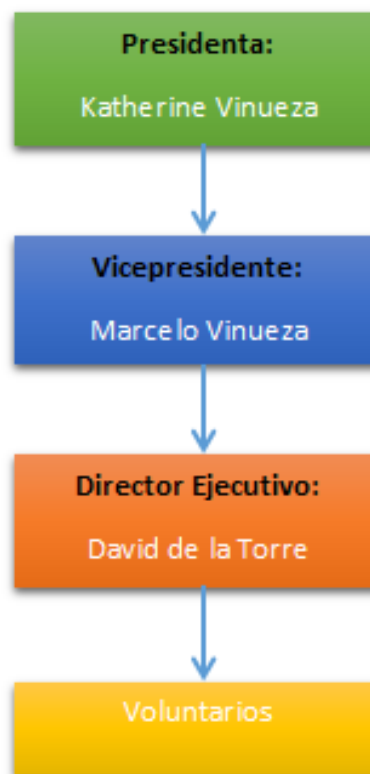 Presidenta:
Katherine Vinueza
Vicepresidente:
Marcelo Vinueza
Director Ejecutivo:
David de la Torre
Voluntarios